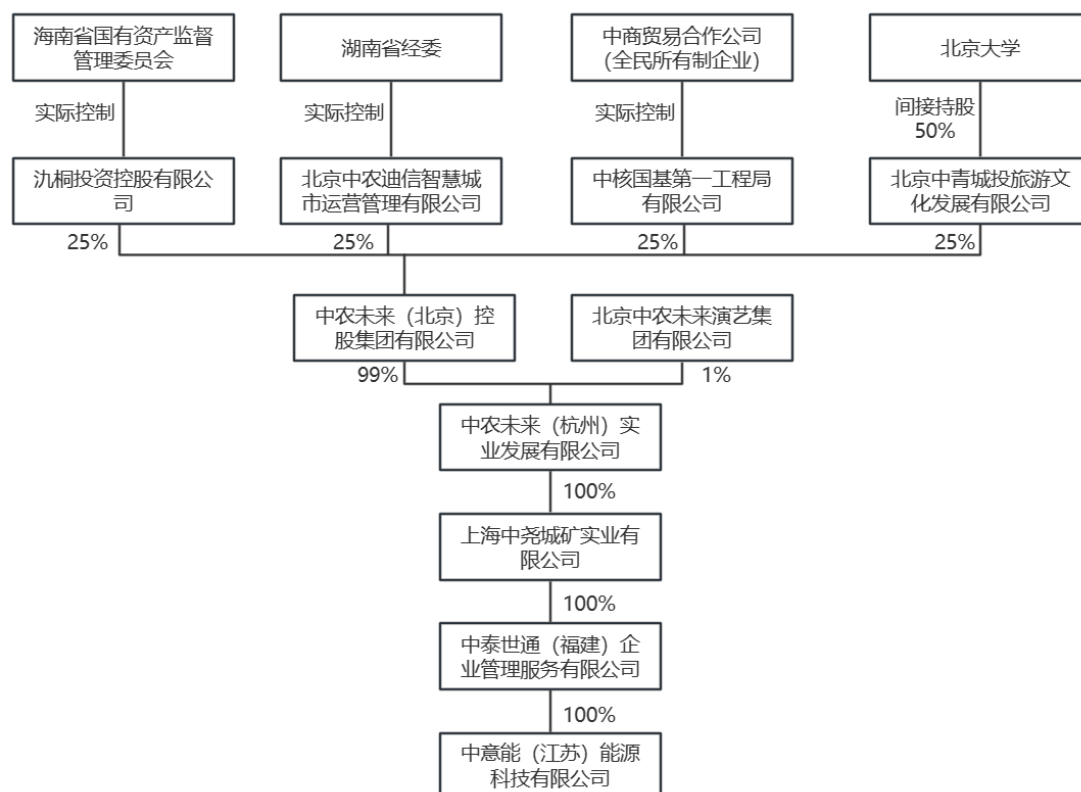 海南省国有资产监督
管理委员会
湖南省经委
中商贸易合作公司
（全民所有制企业）
北京大学
实际控制
实际控制
实际控制
间接持股
50%
氿桐投资控股有限公
司
北京中农迪信智慧城
市运营管理有限公司
中核国基第一工程局
有限公司
北京中青城投旅游文
化发展有限公司
25%
25%
25%
25%
中农未来（北京）控
股集团有限公司
北京中农未来演艺集
团有限公司
99%
1%
中农未来（杭州）实
业发展有限公司
100%
上海中尧城矿实业有
限公司
100%
中泰世通（福建）企
业管理服务有限公司
100%
中意能（江苏）能源
科技有限公司